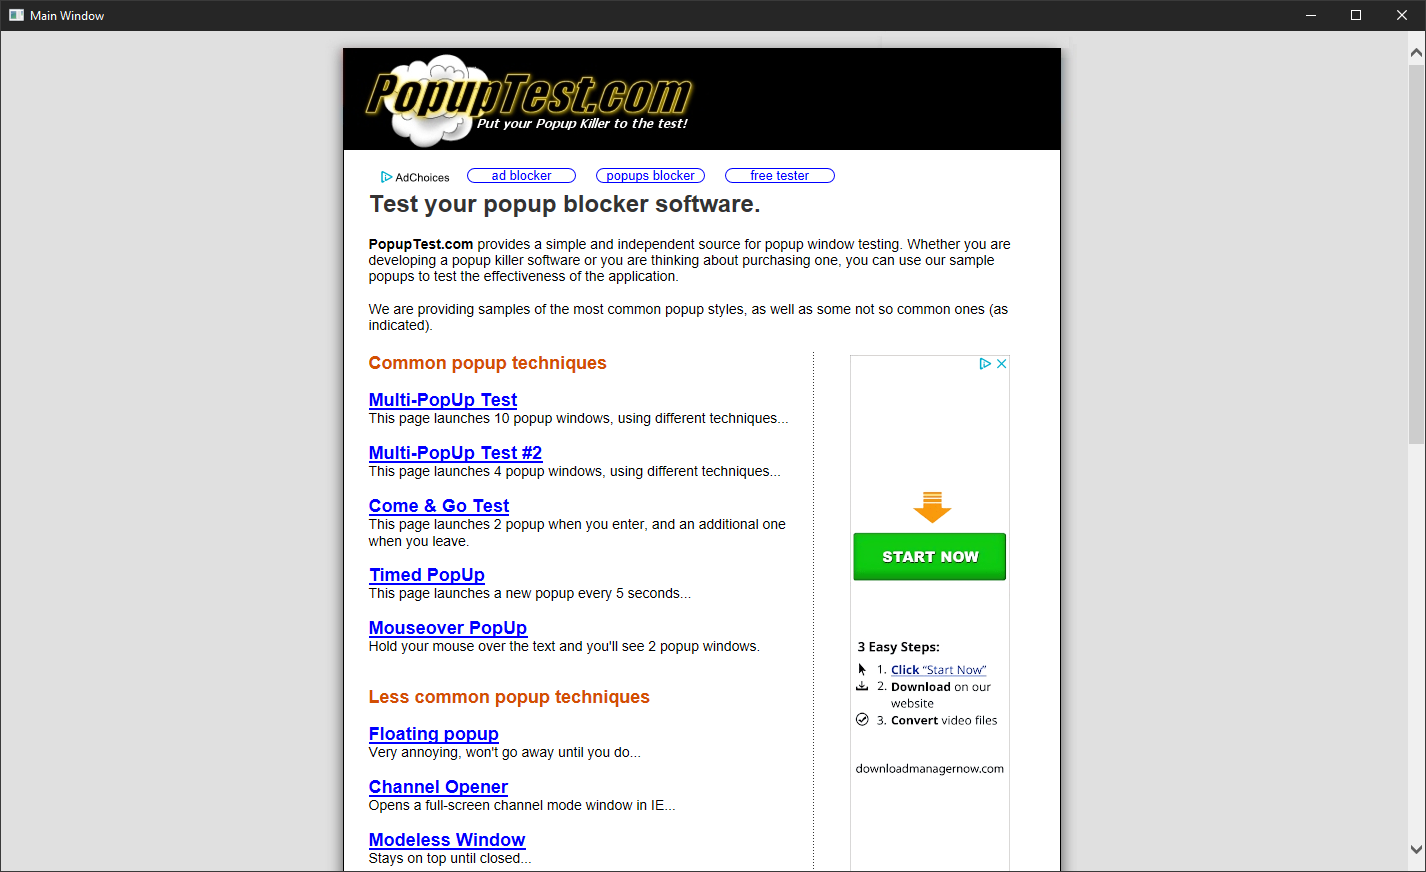 Main Window
PopupTest.com
Put your Popup Killer to the test!
AdChoices
ad blocker
popups blocker
free tester
Test your popup blocker software.
PopupTest.com provides a simple and independent source for popup window testing. Whether you are
developing a popup killer software or you are thinking about purchasing one, you can use our sample
popups to test the effectiveness of the application.
We are providing samples of the most common popup styles, as well as some not so common ones (as
indicated).
Common popup techniques
Multi-PopUp Test
This page launches 10 popup windows, using different techniques...
Multi-PopUp Test #2
This page launches 4 popup windows, using different techniques...
Come & Go Test
This page launches 2 popup when you enter, and an additional one
when you leave.
Timed PopUp
This page launches a new popup every 5 seconds...
Mouseover PopUp
Hold your mouse over the text and you'll see 2 popup windows.
Less common popup techniques
Floating popup
Very annoying, won't go away until you do...
Channel Opener
Opens a full-screen channel mode window in IE...
Modeless Window
Stays on top until closed...
START NOW
3 Easy Steps:
1. Click “Start Now”
2. Download on our
website
3. Convert video files
downloadmanagernow.com